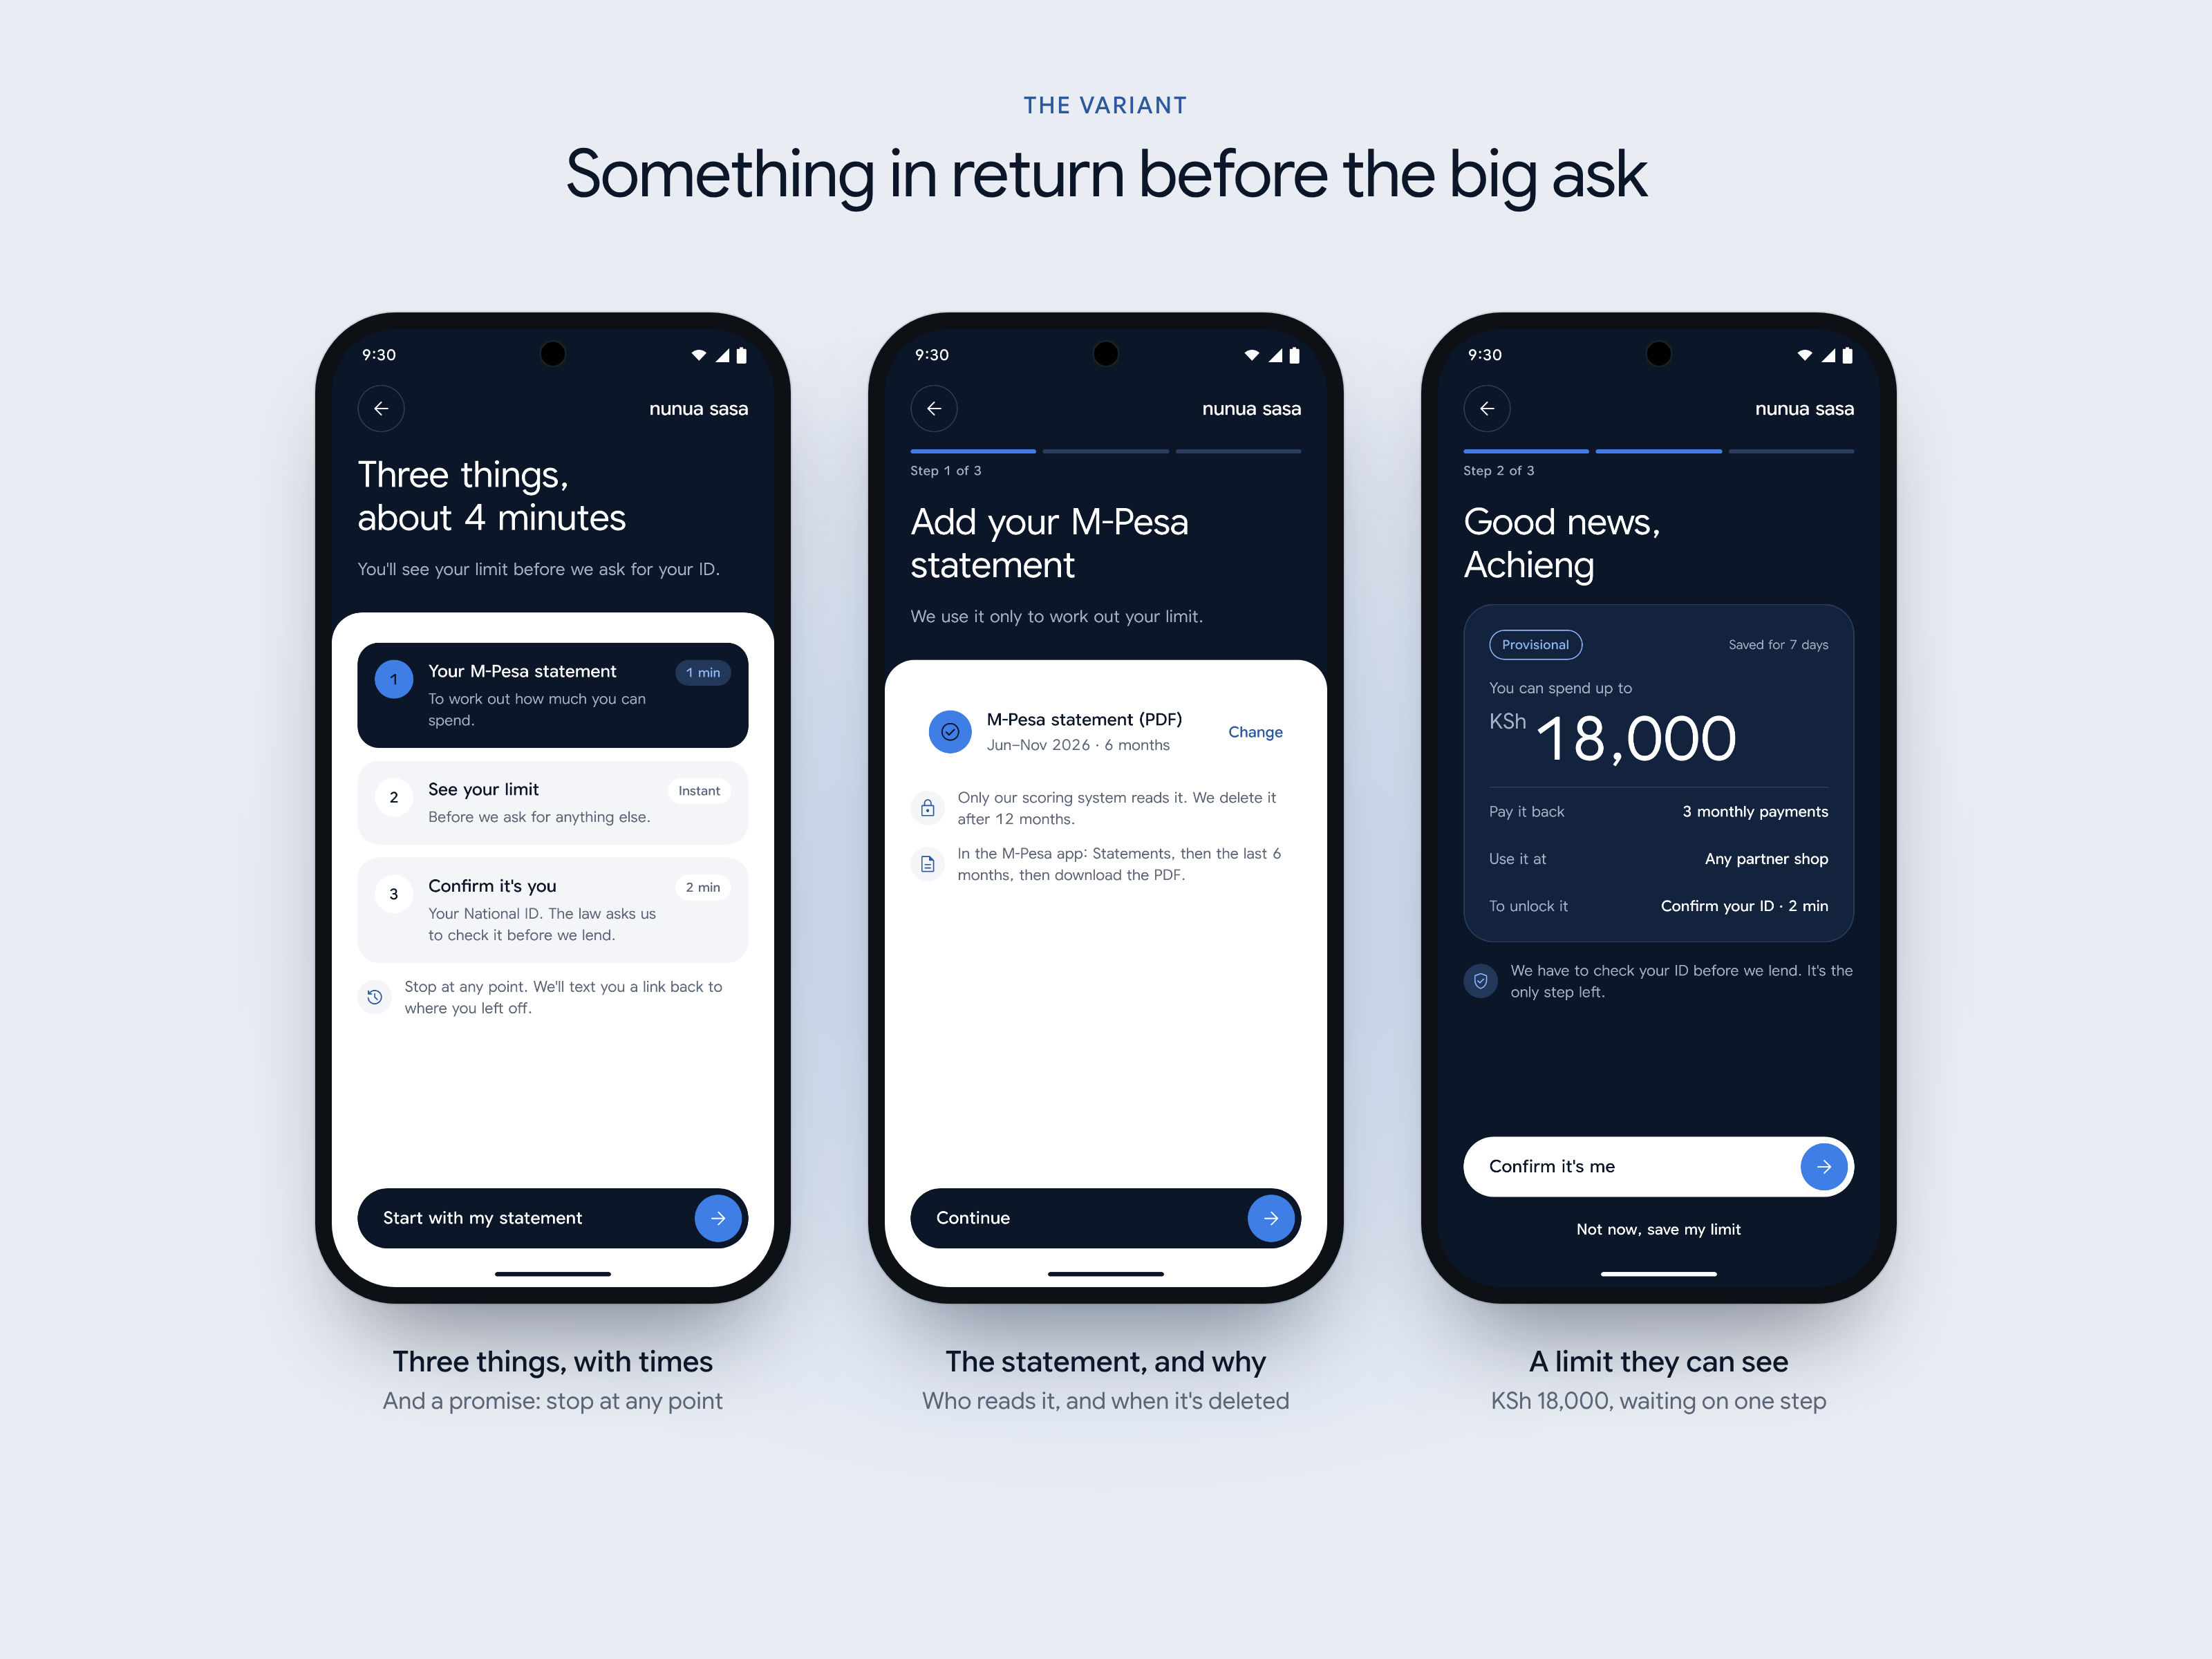 THE VARIANT
Something in return before the big ask
9:30
nunua sasa
Three things,
about 4 minutes
You'll see your limit before we ask for your ID.
1
Your M-Pesa statement
1 min
To work out how much you can
spend.
2
See your limit
Instant
Before we ask for anything else.
3
Confirm it's you
2 min
Your National ID. The law asks us
to check it before we lend.
Stop at any point. We'll text you a link back to
where you left off.
Start with my statement
Three things, with times
And a promise: stop at any point
9:30
nunua sasa
Step 1 of 3
Add your M-Pesa
statement
We use it only to work out your limit.
M-Pesa statement (PDF)
Jun–Nov 2026 · 6 months
Change
Only our scoring system reads it. We delete it
after 12 months.
In the M-Pesa app: Statements, then the last 6
months, then download the PDF.
Continue
The statement, and why
Who reads it, and when it's deleted
9:30
nunua sasa
Step 2 of 3
Good news,
Achieng
Provisional
Saved for 7 days
You can spend up to
KSh 18,000
Pay it back
3 monthly payments
Use it at
Any partner shop
To unlock it
Confirm your ID · 2 min
We have to check your ID before we lend. It's the
only step left.
Confirm it's me
Not now, save my limit
A limit they can see
KSh 18,000, waiting on one step